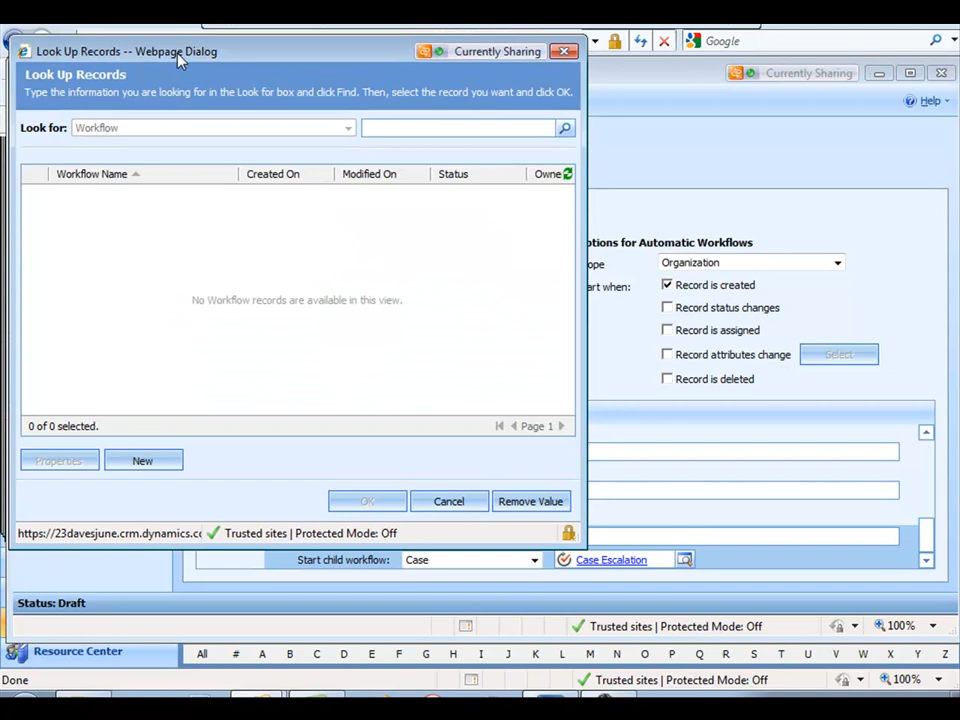 Look Up Records -- Webpage Dialog
Currently Sharing
Google
Look Up Records
Type the information you are looking for in the Look for box and click Find. Then, select the record you want and click OK.
Currently Sharing
Help
Look for:
Workflow
Workflow Name
Created On
Modified On
Status
Owne
No Workflow records are available in this view.
0 of 0 selected.
Page 1
Properties
New
OK
Cancel
Remove Value
https://23davesjune.crm.dynamics.cc
Trusted sites | Protected Mode: Off
ptions for Automatic Workflows
ope
Organization
art when:
Record is created
Record status changes
Record is assigned
Record attributes change
Select
Record is deleted
Start child workflow:
Case
Case Escalation
Status: Draft
Trusted sites | Protected Mode: Off
100%
Resource Center
All # A B C D E F G H I J K L M N O P Q R S T U V W X Y Z
Done
Trusted sites | Protected Mode: Off
100%